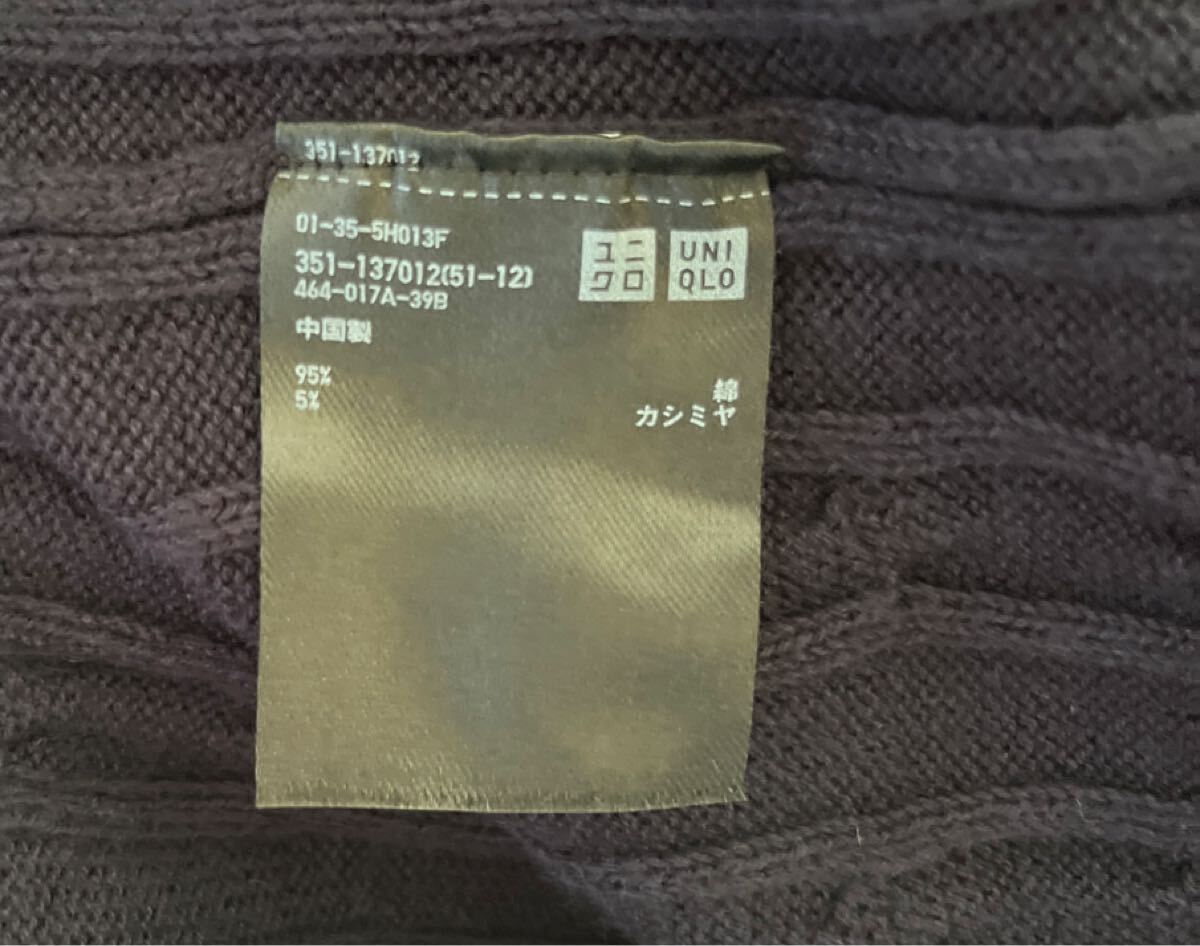 351-137012
01-35-5H013F
351-137012(51-12)
464-017A-39B
中国製
ユニ
クロ
UNI
QLO
95% 綿
5% カシミヤ